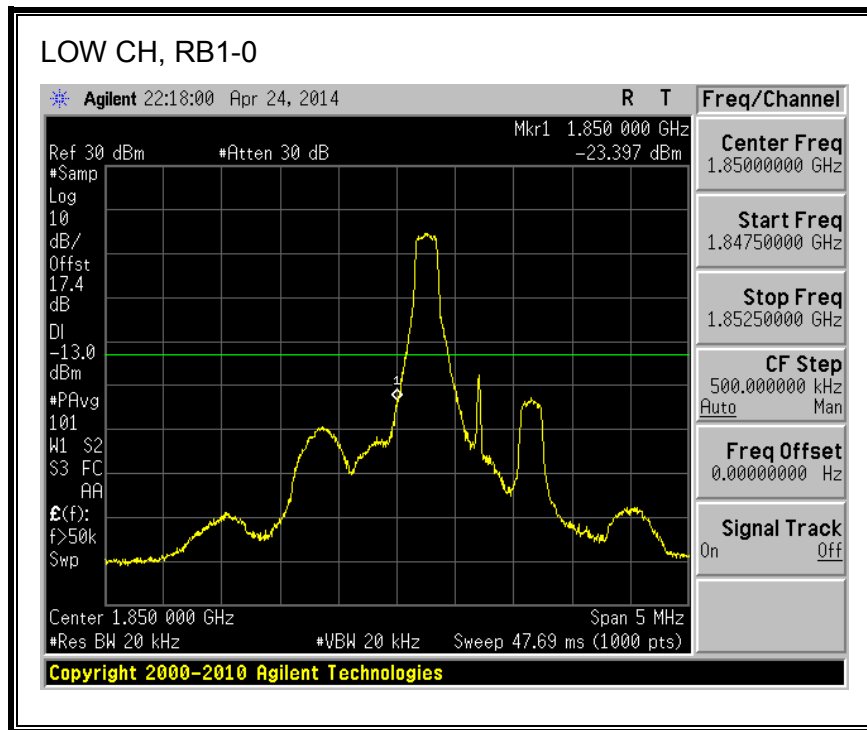 LOW CH, RB1-0
Agilent 22:18:00 Apr 24, 2014 R T
Mkr1 1.850 000 GHz
Ref 30 dBm #Atten 30 dB -23.397 dBm
#Samp
Log
10
dB/
Offst
17.4
dB
DI
-13.0
dBm
#PAvg
101
W1 S2
S3 FC
AA
£(f):
f>50k
Swp
1
Center 1.850 000 GHz Span 5 MHz
#Res BW 20 kHz #VBW 20 kHz Sweep 47.69 ms (1000 pts)
Copyright 2000-2010 Agilent Technologies
Freq/Channel
Center Freq
1.85000000 GHz
Start Freq
1.84750000 GHz
Stop Freq
1.85250000 GHz
CF Step
500.000000 kHz
Auto Man
Freq Offset
0.00000000 Hz
Signal Track
On Off